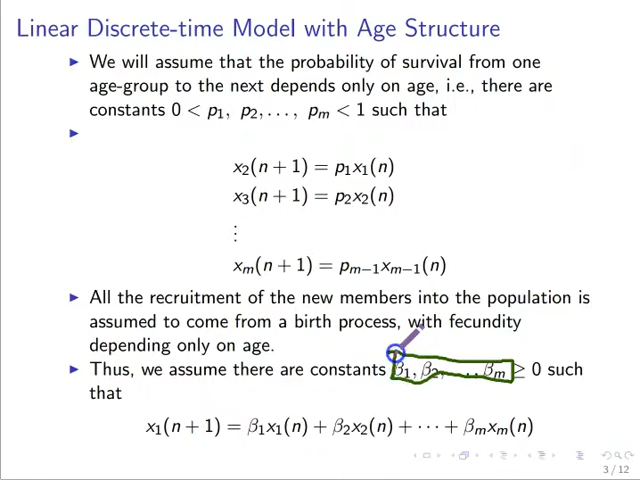 Linear Discrete-time Model with Age Structure
We will assume that the probability of survival from one
age-group to the next depends only on age, i.e., there are
constants 0 < p₁, p₂, . . . , pₘ < 1 such that
x₂(n + 1) = p₁x₁(n)
x₃(n + 1) = p₂x₂(n)
⋮
xₘ(n + 1) = pₘ₋₁xₘ₋₁(n)
All the recruitment of the new members into the population is
assumed to come from a birth process, with fecundity
depending only on age.
Thus, we assume there are constants β₁, β₂, . . . , βₘ ≥ 0 such
that
x₁(n + 1) = β₁x₁(n) + β₂x₂(n) + ··· + βₘxₘ(n)
3 / 12